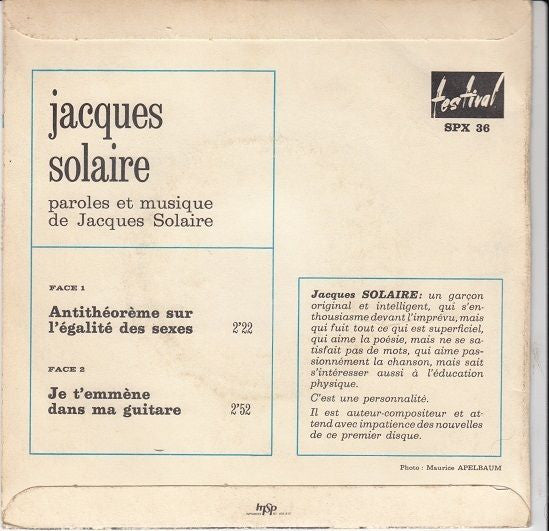 jacques
solaire
paroles et musique
de Jacques Solaire
festival
SPX 36
FACE 1
Antithéorème sur
l'égalité des sexes 2'22
FACE 2
Je t'emmène
dans ma guitare 2'52
Jacques SOLAIRE: un garçon
original et intelligent, qui s'en-
thousiasme devant l'imprévu, mais
qui fuit tout ce qui est superficiel,
qui aime la poésie, mais ne se sa-
tisfait pas de mots, qui aime pas-
sionnément la chanson, mais sait
s'intéresser aussi à l'éducation
physique.
C'est une personnalité.
Il est auteur-compositeur et at-
tend avec impatience des nouvelles
de ce premier disque.
Photo : Maurice APELBAUM